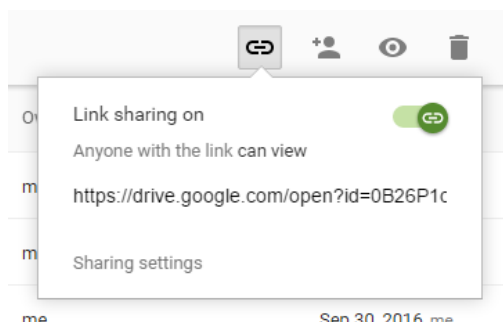 Link sharing on
Anyone with the link can view
https://drive.google.com/open?id=0B26P1c
Sharing settings
me Sep 30, 2016 me